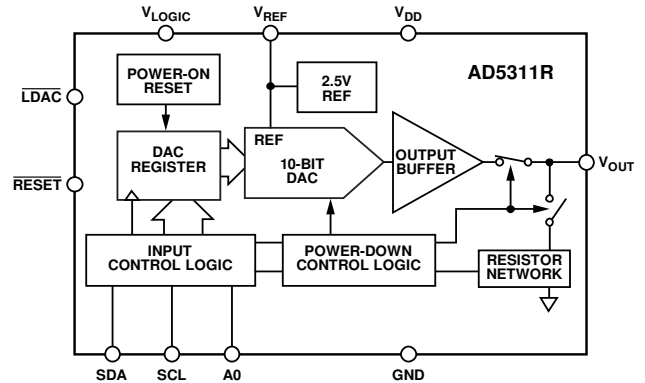 VLOGIC VREF VDD
AD5311R
POWER-ON
RESET
2.5V
REF
LDAC
REF
DAC
REGISTER
10-BIT
DAC
OUTPUT
BUFFER
VOUT
RESET
INPUT
CONTROL LOGIC
POWER-DOWN
CONTROL LOGIC
RESISTOR
NETWORK
SDA SCL A0 GND